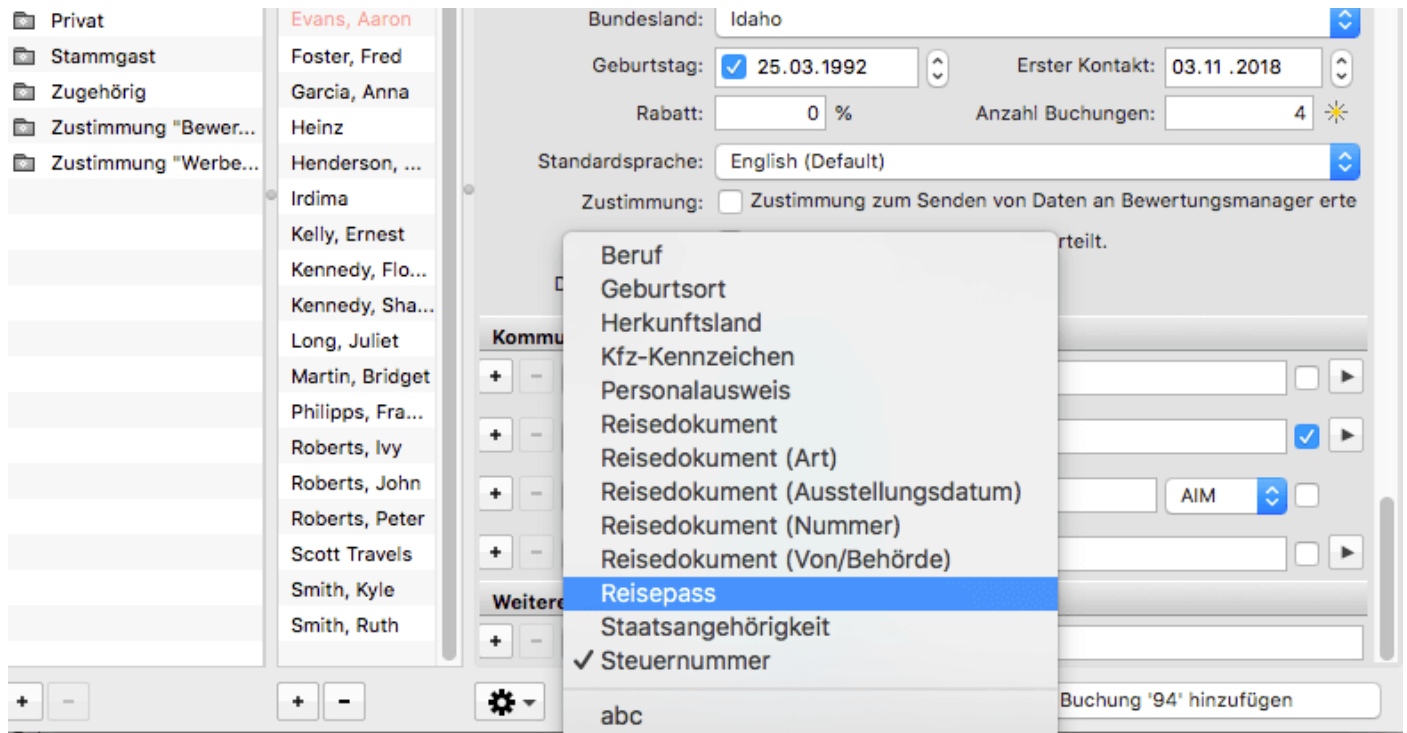 Privat
Stammgast
Zugehörig
Zustimmung "Bewer...
Zustimmung "Werbe...
Evans, Aaron
Foster, Fred
Garcia, Anna
Heinz
Henderson, ...
Irdima
Kelly, Ernest
Kennedy, Flo...
Kennedy, Sha...
Long, Juliet
Martin, Bridget
Philipps, Fra...
Roberts, Ivy
Roberts, John
Roberts, Peter
Scott Travels
Smith, Kyle
Smith, Ruth
Bundesland: Idaho
Geburtstag: 25.03.1992 Erster Kontakt: 03.11 .2018
Rabatt: 0 % Anzahl Buchungen: 4
Standardsprache: English (Default)
Zustimmung: Zustimmung zum Senden von Daten an Bewertungsmanager erte
rteilt.
D
Kommu
AIM
Weitere
Beruf
Geburtsort
Herkunftsland
Kfz-Kennzeichen
Personalausweis
Reisedokument
Reisedokument (Art)
Reisedokument (Ausstellungsdatum)
Reisedokument (Nummer)
Reisedokument (Von/Behörde)
Reisepass
Staatsangehörigkeit
✓ Steuernummer
abc
Buchung '94' hinzufügen